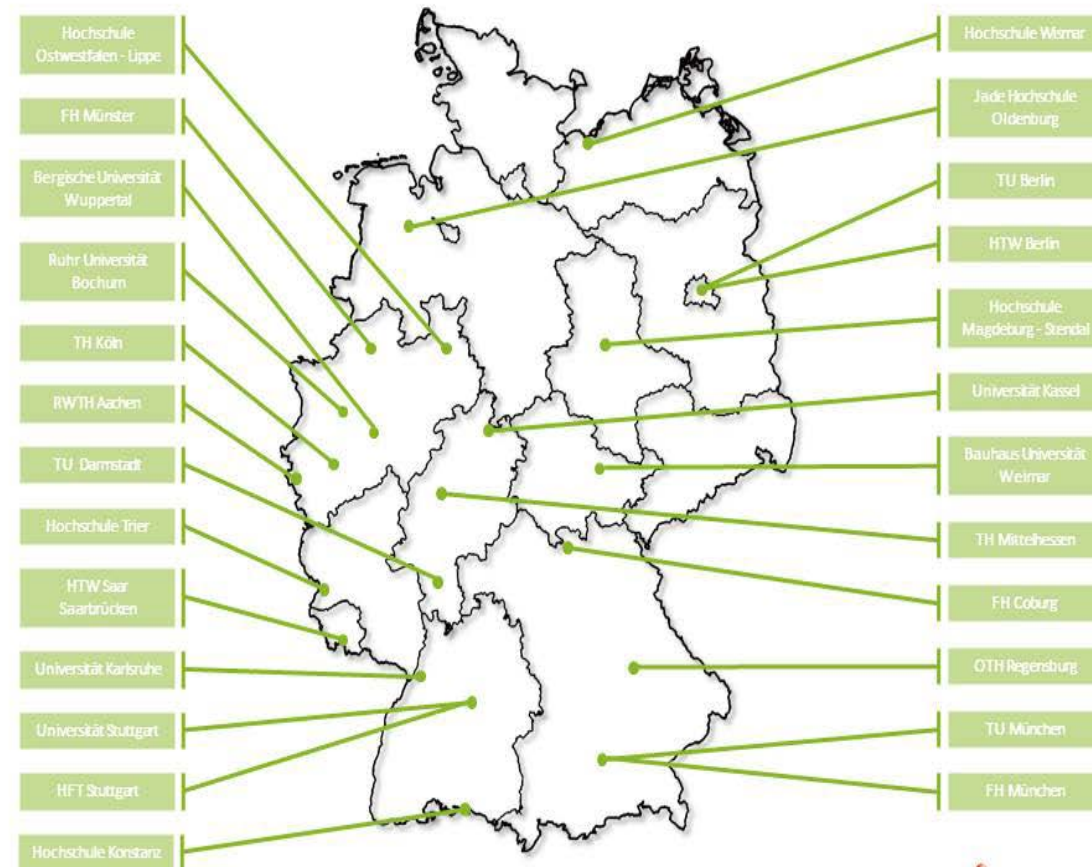 Hochschule
Ostwestfalen - Lippe
FH Münster
Bergische Universität
Wuppertal
Ruhr Universität
Bochum
TH Köln
RWTH Aachen
TU Darmstadt
Hochschule Trier
HTW Saar
Saarbrücken
Universität Karlsruhe
Universität Stuttgart
HFT Stuttgart
Hochschule Konstanz
Hochschule Wismar
Jade Hochschule
Oldenburg
TU Berlin
HTW Berlin
Hochschule
Magdeburg - Stendal
Universität Kassel
Bauhaus Universität
Weimar
TH Mittelhessen
FH Coburg
OTH Regensburg
TU München
FH München